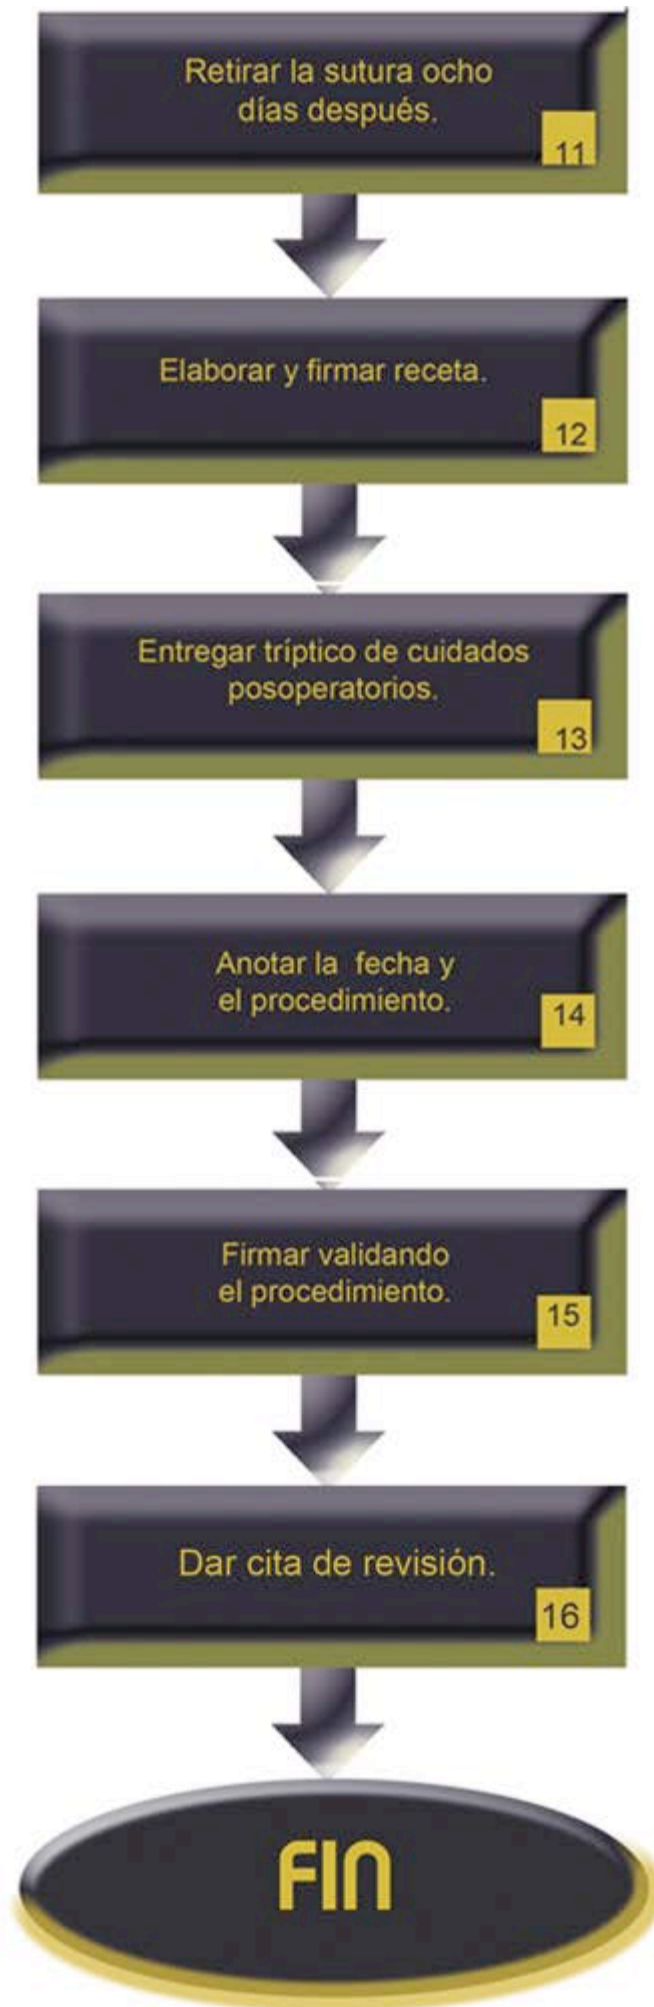 Retirar la sutura ocho
días después.
11
Elaborar y firmar receta.
12
Entregar tríptico de cuidados
posoperatorios.
13
Anotar la fecha y
el procedimiento.
14
Firmar validando
el procedimiento.
15
Dar cita de revisión.
16
FIN